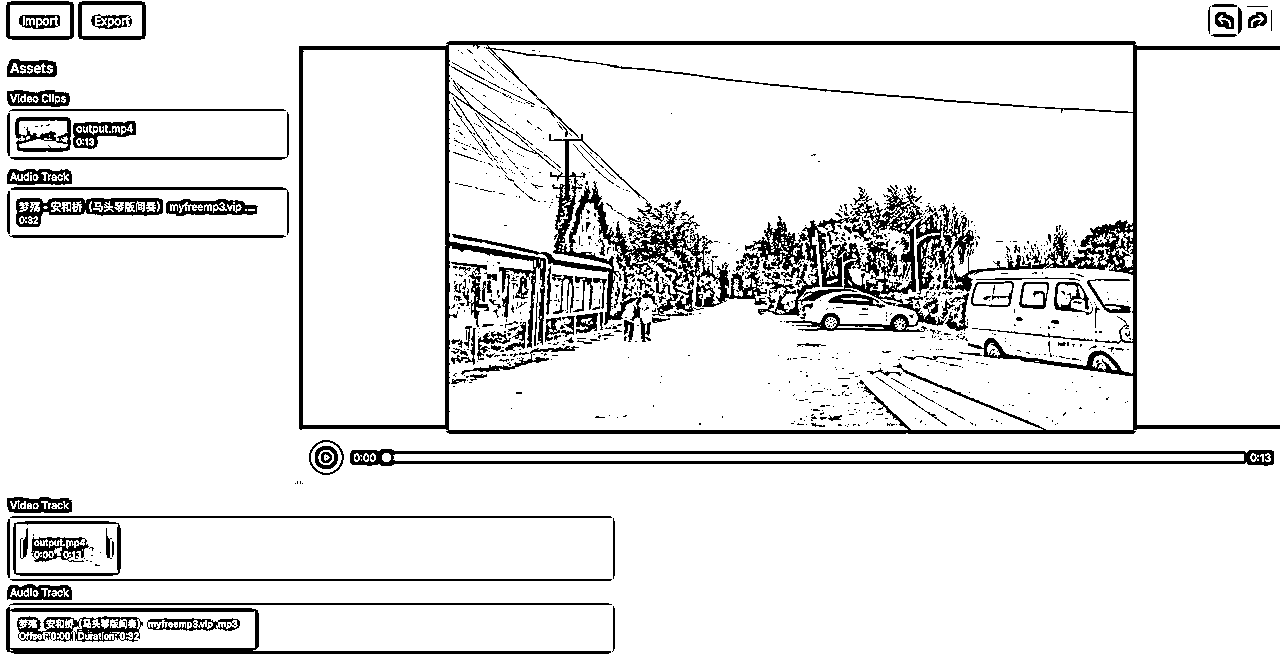 Import
Export
Assets
Video Clips
output.mp4
0:13
Audio Track
梦涵 - 安和桥（马头琴版间奏） myfreemp3.vip ...
0:32
0:00
0:13
Video Track
output.mp4
0:00 - 0:13
Audio Track
安和桥（马头琴版间奏） myfreemp3.vip .mp3
Offset: 0:00 | Duration: 0:32